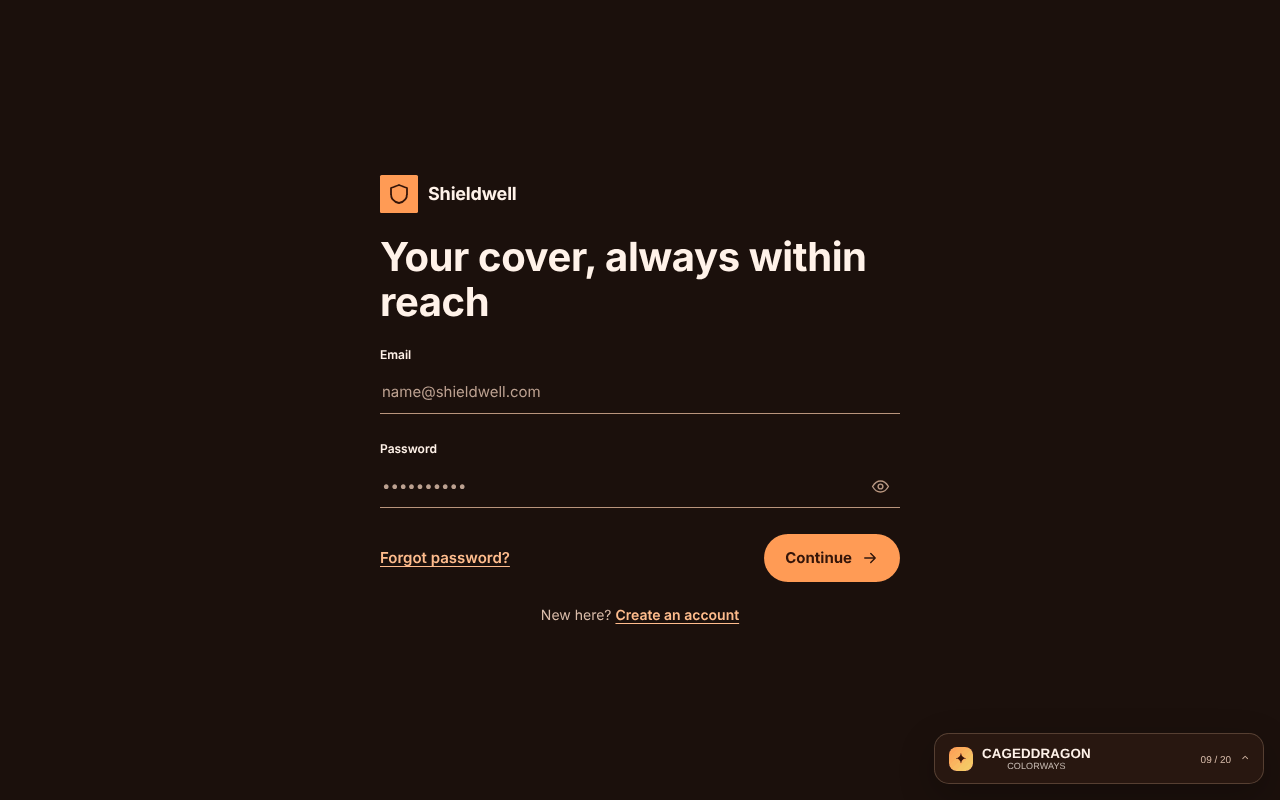 Shieldwell
Your cover, always within
reach
Email
name@shieldwell.com
Password
••••••••••
Forgot password?
Continue
New here? Create an account
CAGEDDRAGON
COLORWAYS
09 / 20